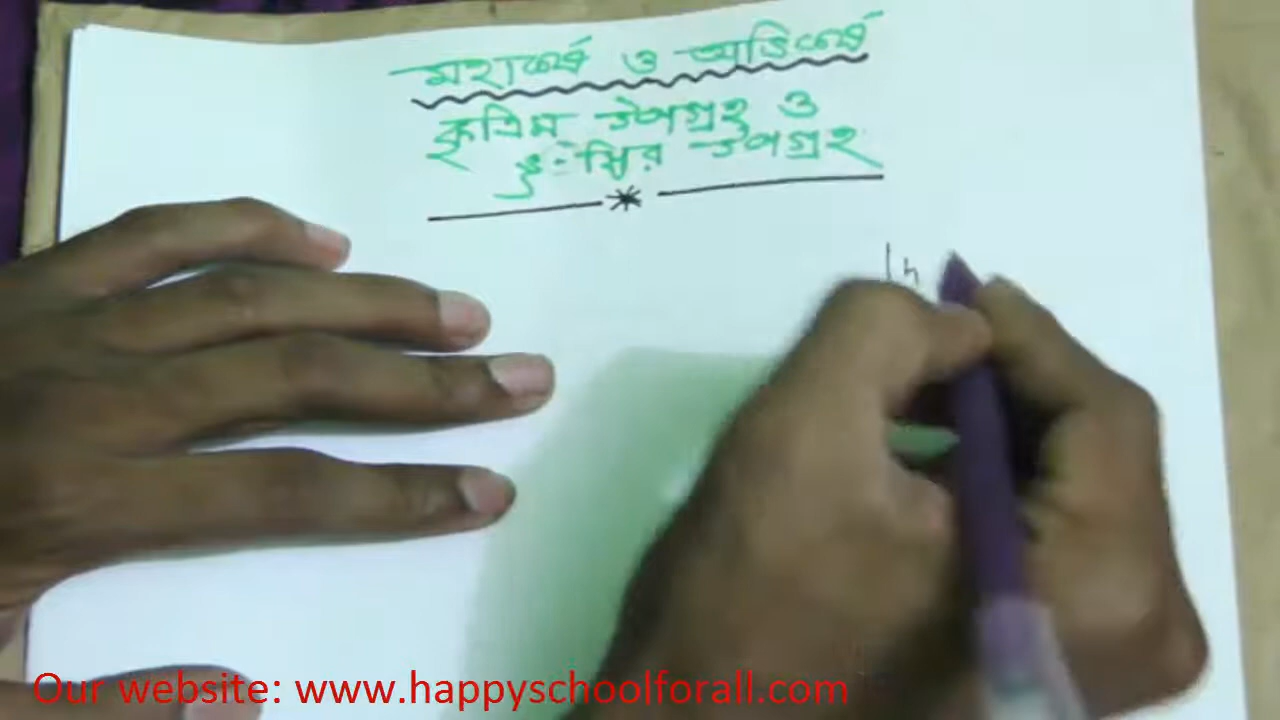 মহাকর্ষ ও অভিকর্ষ
কৃত্রিম উপগ্রহ ও
ভূ-স্থির উপগ্রহ
Our website: www.happyschoolforall.com